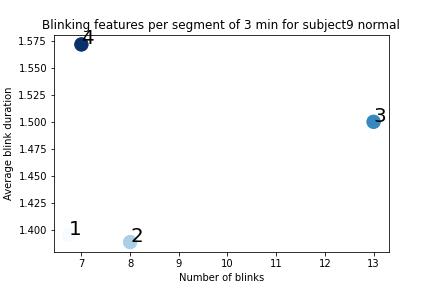 Blinking features per segment of 3 min for subject9 normal
4
1.575
1.550
1.525
3
1.500
1.475
1.450
1.425
1 2
1.400
7 8 9 10 11 12 13
Number of blinks
Average blink duration